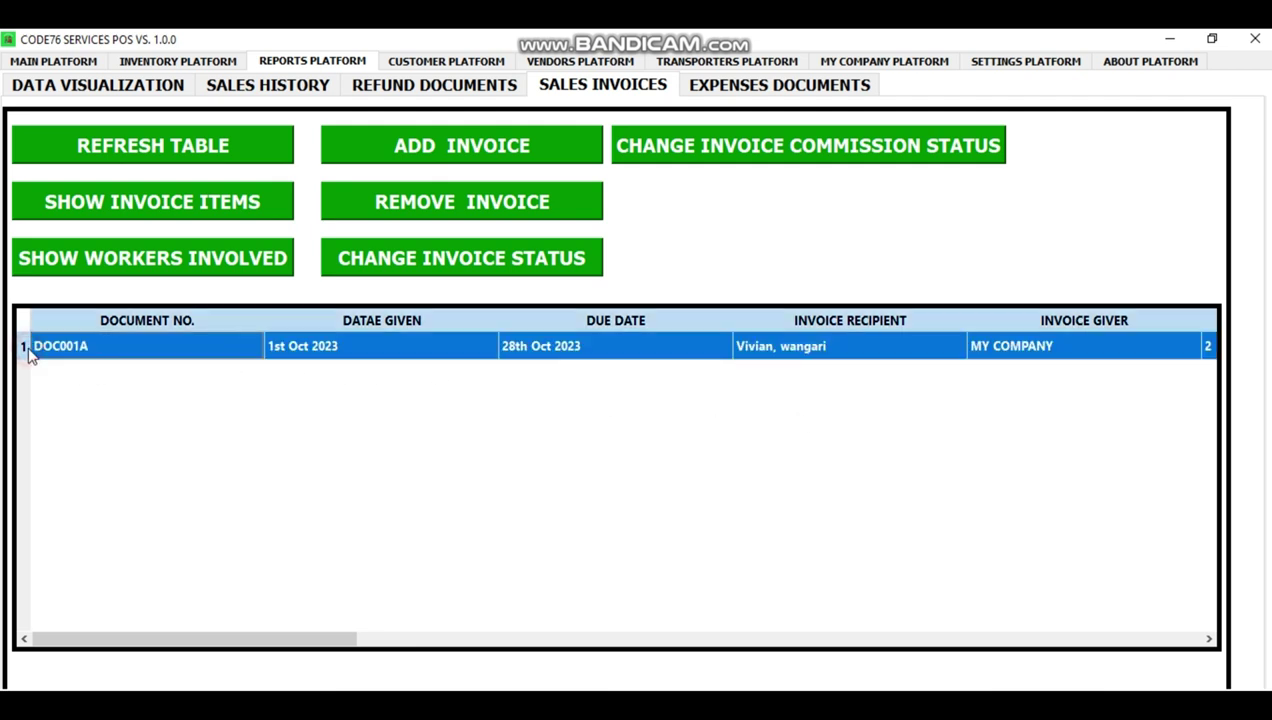 CODE76 SERVICES POS VS. 1.0.0
www.BANDICAM.com
MAIN PLATFORM INVENTORY PLATFORM REPORTS PLATFORM CUSTOMER PLATFORM VENDORS PLATFORM TRANSPORTERS PLATFORM MY COMPANY PLATFORM SETTINGS PLATFORM ABOUT PLATFORM
DATA VISUALIZATION SALES HISTORY REFUND DOCUMENTS SALES INVOICES EXPENSES DOCUMENTS
REFRESH TABLE ADD INVOICE CHANGE INVOICE COMMISSION STATUS
SHOW INVOICE ITEMS REMOVE INVOICE
SHOW WORKERS INVOLVED CHANGE INVOICE STATUS
DOCUMENT NO. DATAE GIVEN DUE DATE INVOICE RECIPIENT INVOICE GIVER
1 DOC001A 1st Oct 2023 28th Oct 2023 Vivian, wangari MY COMPANY 2